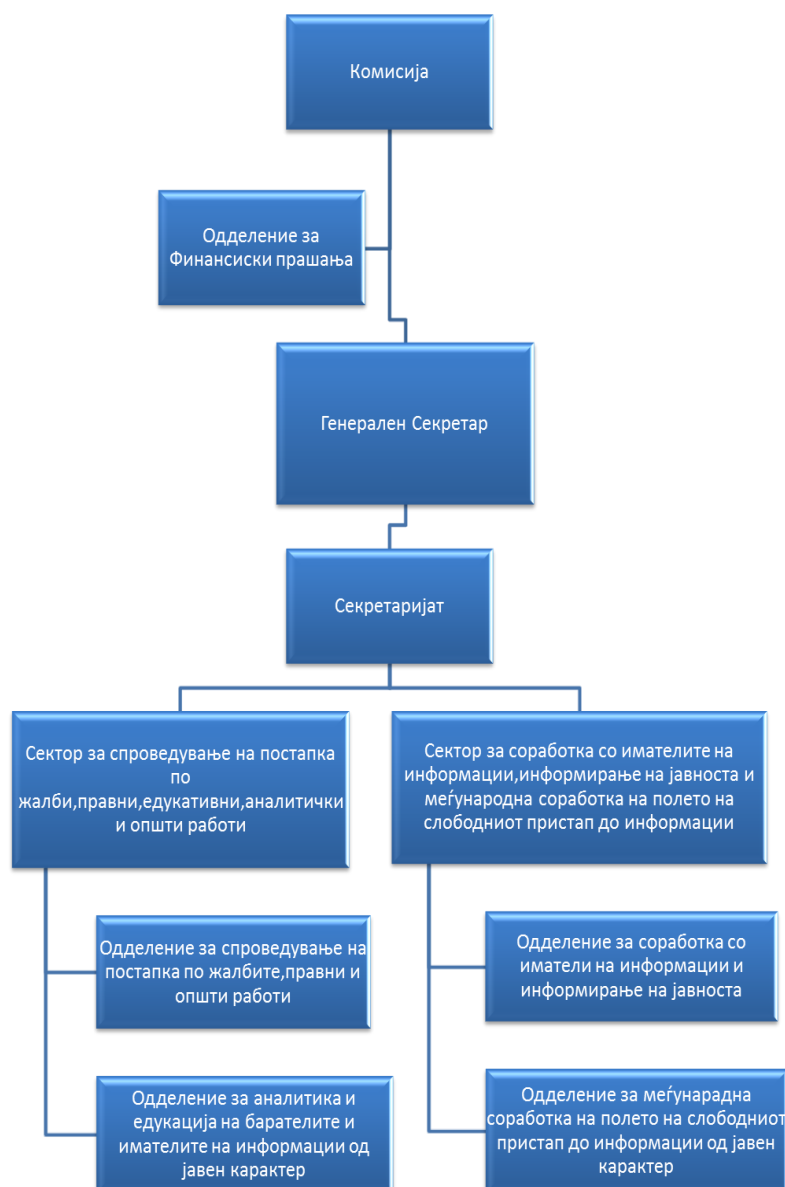 Комисија
Одделение за
Финансиски прашања
Генерален Секретар
Секретаријат
Сектор за спроведување на постапка
по
жалби,правни,едукативни,аналитички
и општи работи
Сектор за соработка со имателите на
информации,информирање на јавноста и
меѓународна соработка на полето на
слободниот пристап до информации
Одделение за спроведување на
постапка по жалбите,правни и
општи работи
Одделение за соработка со
иматели на информации и
информирање на јавноста
Одделение за аналитика и
едукација на барателите и
имателите на информации од
јавен карактер
Одделение за меѓунарадна
соработка на полето на слободниот
пристап до информации од јавен
карактер